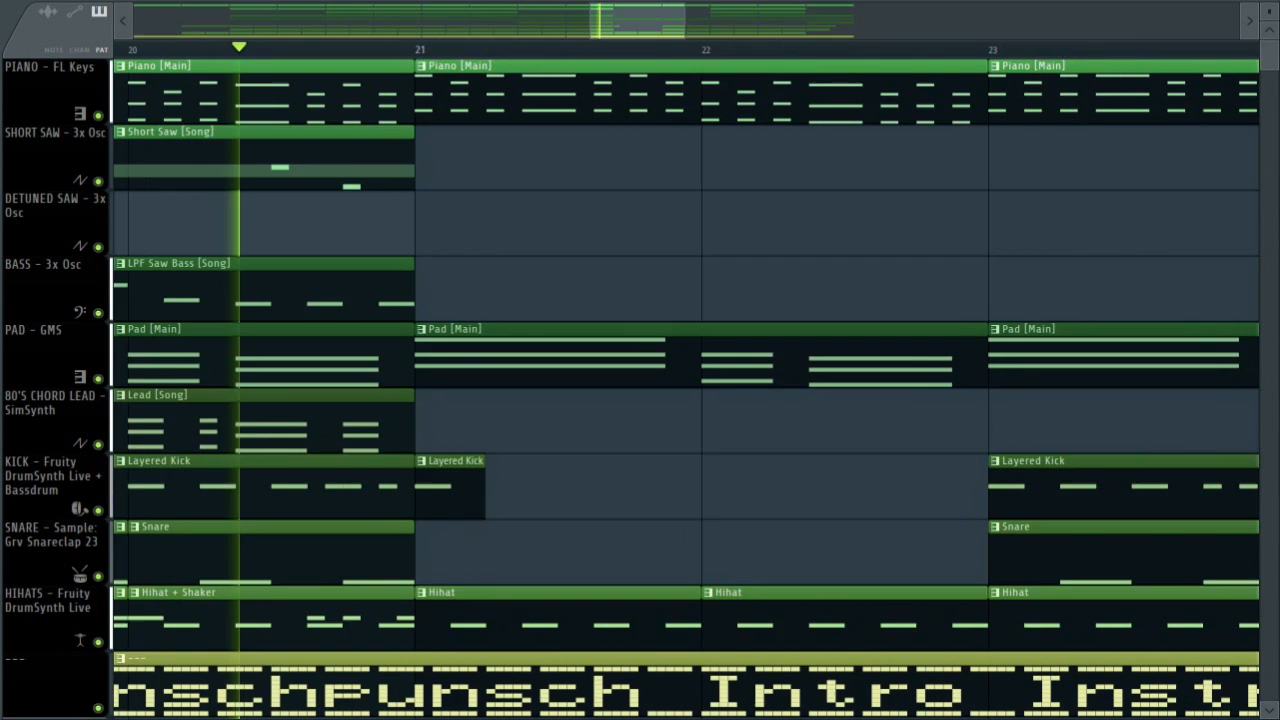 NOTE CHAN PAT
20 21 22 23
PIANO - FL Keys
Piano [Main] Piano [Main] Piano [Main]
SHORT SAW - 3x Osc
Short Saw [Song]
DETUNED SAW - 3x
Osc
BASS - 3x Osc
LPF Saw Bass [Song]
PAD - GMS
Pad [Main] Pad [Main] Pad [Main]
80'S CHORD LEAD -
SimSynth
Lead [Song]
KICK - Fruity
DrumSynth Live +
Bassdrum
Layered Kick Layered Kick Layered Kick
SNARE - Sample:
Grv Snareclap 23
Snare Snare
HIHATS - Fruity
DrumSynth Live
Hihat + Shaker Hihat Hihat Hihat
---
---
nschpunsch Intro Instr